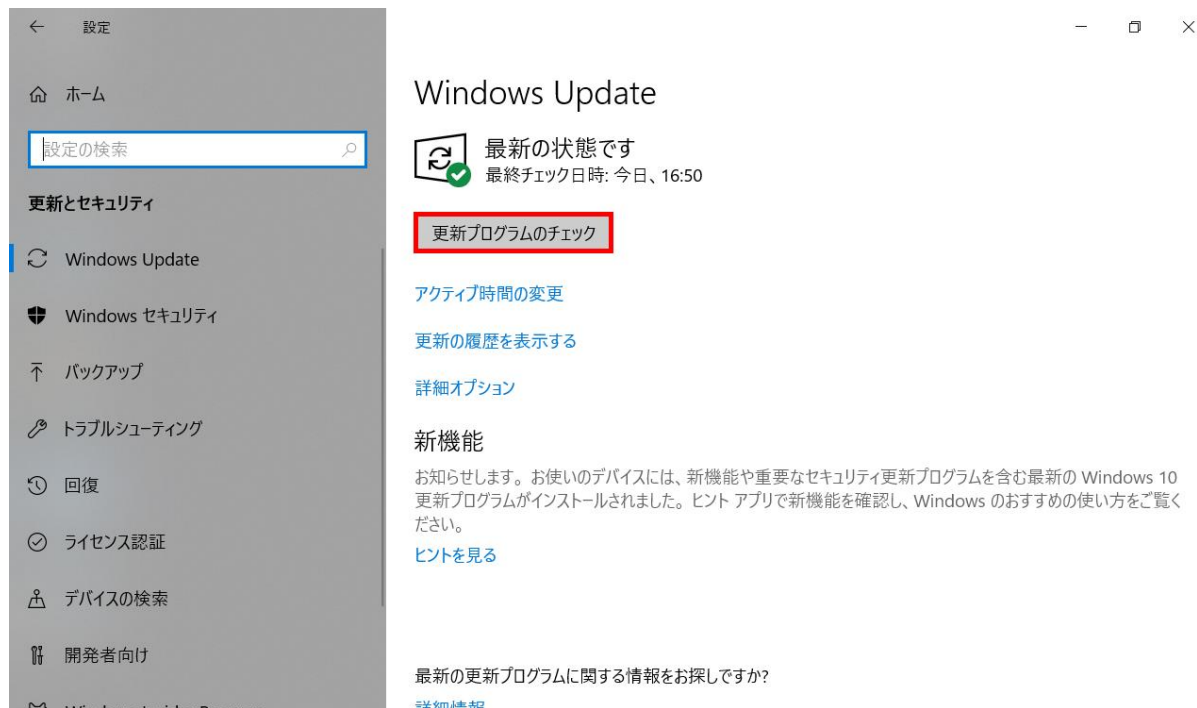 設定
ホーム
設定の検索
更新とセキュリティ
Windows Update
Windows セキュリティ
バックアップ
トラブルシューティング
回復
ライセンス認証
デバイスの検索
開発者向け
Windows Update
最新の状態です
最終チェック日時: 今日、16:50
更新プログラムのチェック
アクティブ時間の変更
更新の履歴を表示する
詳細オプション
新機能
お知らせします。お使いのデバイスには、新機能や重要なセキュリティ更新プログラムを含む最新の Windows 10
更新プログラムがインストールされました。ヒント アプリで新機能を確認し、Windows のおすすめの使い方をご覧く
ださい。
ヒントを見る
最新の更新プログラムに関する情報をお探しですか?
詳細情報